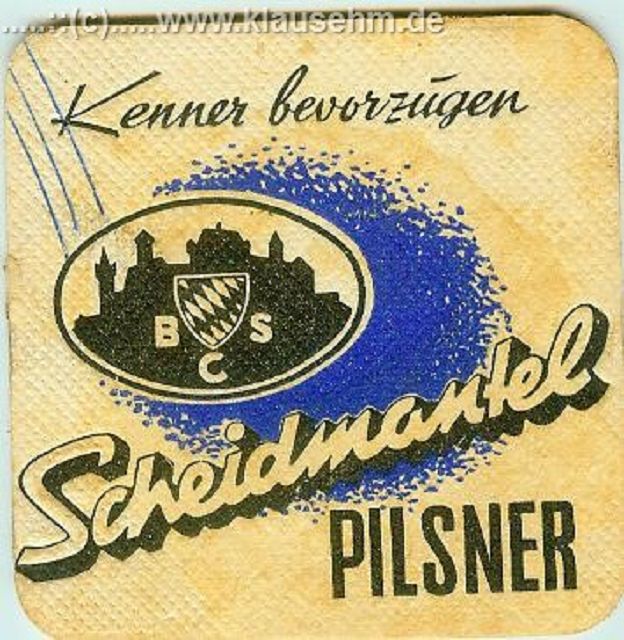 .....::(c).....www.klausehm.de
Kenner bevorzugen
B S
C
Scheidmantel
PILSNER